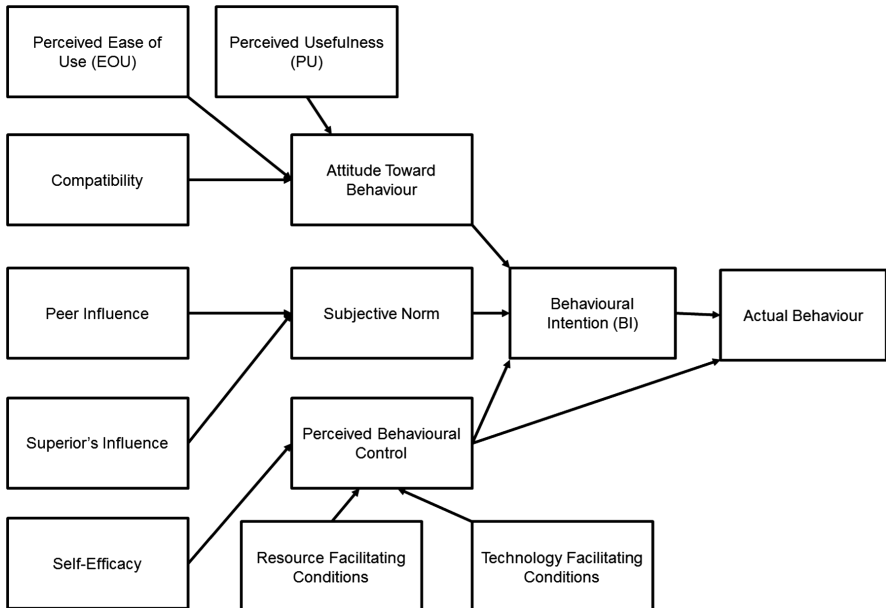 Perceived Ease of
Use (EOU)
Perceived Usefulness
(PU)
Compatibility
Attitude Toward
Behaviour
Peer Influence
Subjective Norm
Behavioural
Intention (BI)
Actual Behaviour
Superior’s Influence
Perceived Behavioural
Control
Self-Efficacy
Resource Facilitating
Conditions
Technology Facilitating
Conditions